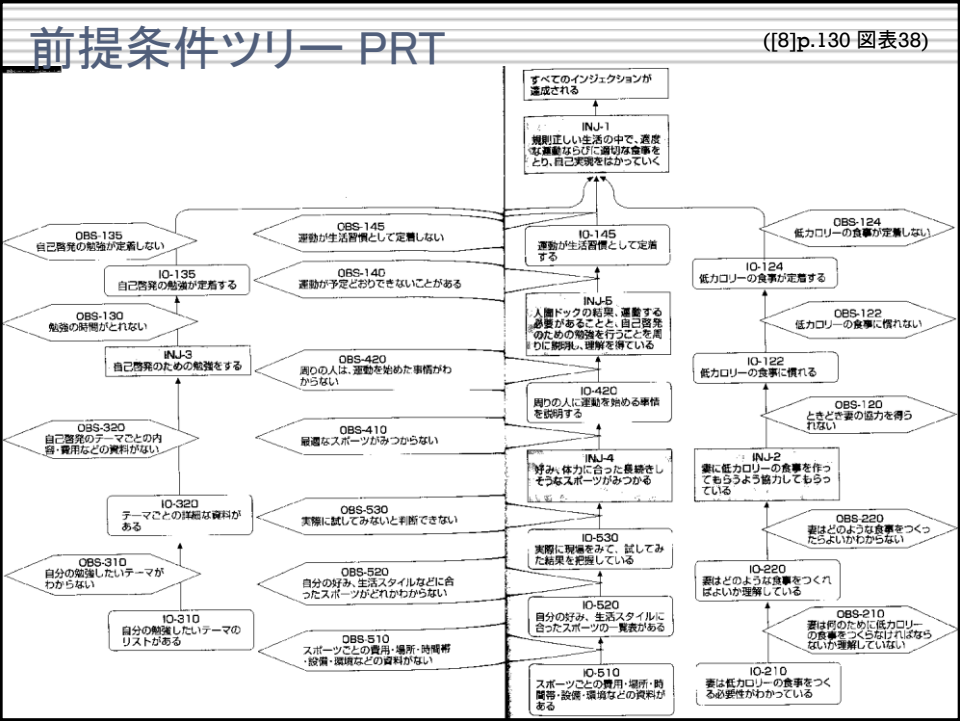 前提条件ツリー PRT
([8]p.130 図表38)
すべてのインジェクションが
達成される
INJ-1
規則正しい生活の中で、適度
な運動ならびに適切な食事を
とり、自己実現をはかっていく
OBS-135
自己啓発の勉強が定着しない
IO-135
自己啓発の勉強が定着する
OBS-130
勉強の時間がとれない
INJ-3
自己啓発のための勉強をする
OBS-320
自己啓発のテーマごとの内
容・費用などの資料がない
IO-320
テーマごとの詳細な資料が
ある
OBS-310
自分の勉強したいテーマが
わからない
IO-310
自分の勉強したいテーマの
リストがある
OBS-145
運動が生活習慣として定着しない
OBS-140
運動が予定どおりできないことがある
OBS-420
周りの人は、運動を始めた事情がわ
からない
OBS-410
最適なスポーツがみつからない
OBS-530
実際に試してみないと判断できない
OBS-520
自分の好み、生活スタイルなどに合
ったスポーツがどれかわからない
OBS-510
スポーツごとの費用・場所・時間帯
・設備・環境などの資料がない
IO-145
運動が生活習慣として定着
する
INJ-5
人間ドックの結果、運動する
必要があることと、自己啓発
のための勉強を行うことを周
りに説明し、理解を得ている
IO-420
周りの人に運動を始める事情
を説明する
INJ-4
好み、体力に合った長続きし
そうなスポーツがみつかる
IO-530
実際に現場をみて、試してみ
た結果を把握している
IO-520
自分の好み、生活スタイルに
合ったスポーツの一覧表がある
IO-510
スポーツごとの費用・場所・時
間帯・設備・環境などの資料が
ある
OBS-124
低カロリーの食事が定着しない
IO-124
低カロリーの食事が定着する
OBS-122
低カロリーの食事に慣れない
IO-122
低カロリーの食事に慣れる
OBS-120
ときどき妻の協力を得ら
れない
INJ-2
妻に低カロリーの食事を作っ
てもらうよう協力してもらっ
ている
OBS-220
妻はどのような食事をつくっ
たらよいかわからない
IO-220
妻はどのような食事をつくれ
ばよいか理解している
OBS-210
妻は何のために低カロリー
の食事をつくらなければなら
ないか理解していない
IO-210
妻は低カロリーの食事をつく
る必要性がわかっている